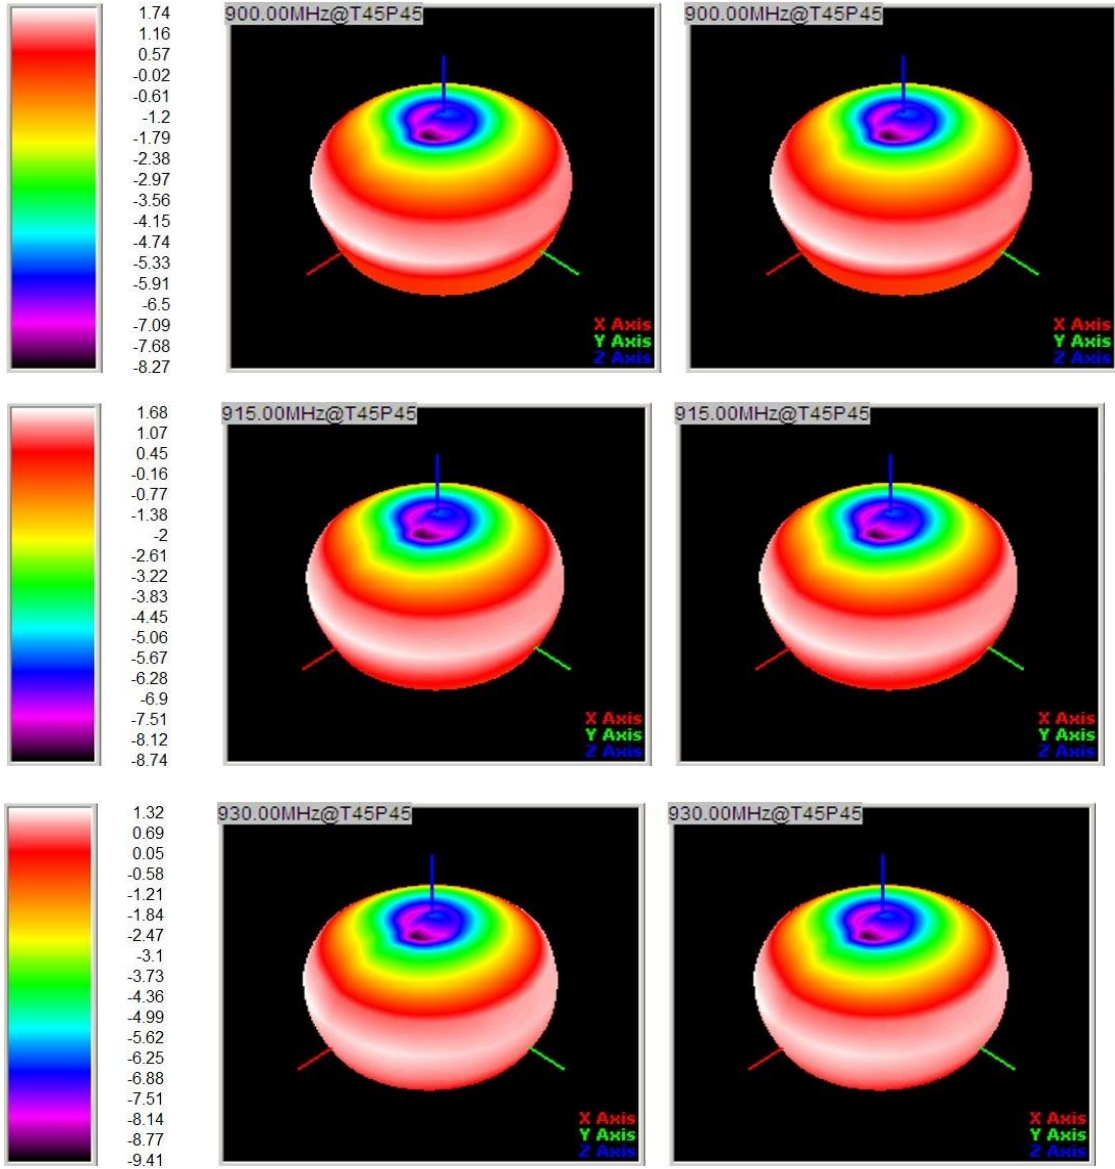 1.74
1.16
0.57
-0.02
-0.61
-1.2
-1.79
-2.38
-2.97
-3.56
-4.15
-4.74
-5.33
-5.91
-6.5
-7.09
-7.68
-8.27
900.00MHz@T45P45
X Axis
Y Axis
Z Axis
900.00MHz@T45P45
X Axis
Y Axis
Z Axis
1.68
1.07
0.45
-0.16
-0.77
-1.38
-2
-2.61
-3.22
-3.83
-4.45
-5.06
-5.67
-6.28
-6.9
-7.51
-8.12
-8.74
915.00MHz@T45P45
X Axis
Y Axis
Z Axis
915.00MHz@T45P45
X Axis
Y Axis
Z Axis
1.32
0.69
0.05
-0.58
-1.21
-1.84
-2.47
-3.1
-3.73
-4.36
-4.99
-5.62
-6.25
-6.88
-7.51
-8.14
-8.77
-9.41
930.00MHz@T45P45
X Axis
Y Axis
Z Axis
930.00MHz@T45P45
X Axis
Y Axis
Z Axis